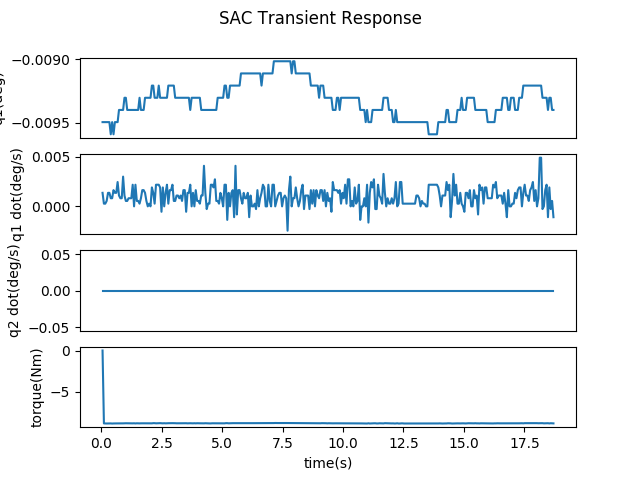 SAC Transient Response
−0.0090
−0.0095
q1(deg)
0.005
0.000
q1 dot(deg/s)
0.05
0.00
−0.05
q2 dot(deg/s)
0
−5
torque(Nm)
0.0 2.5 5.0 7.5 10.0 12.5 15.0 17.5
time(s)